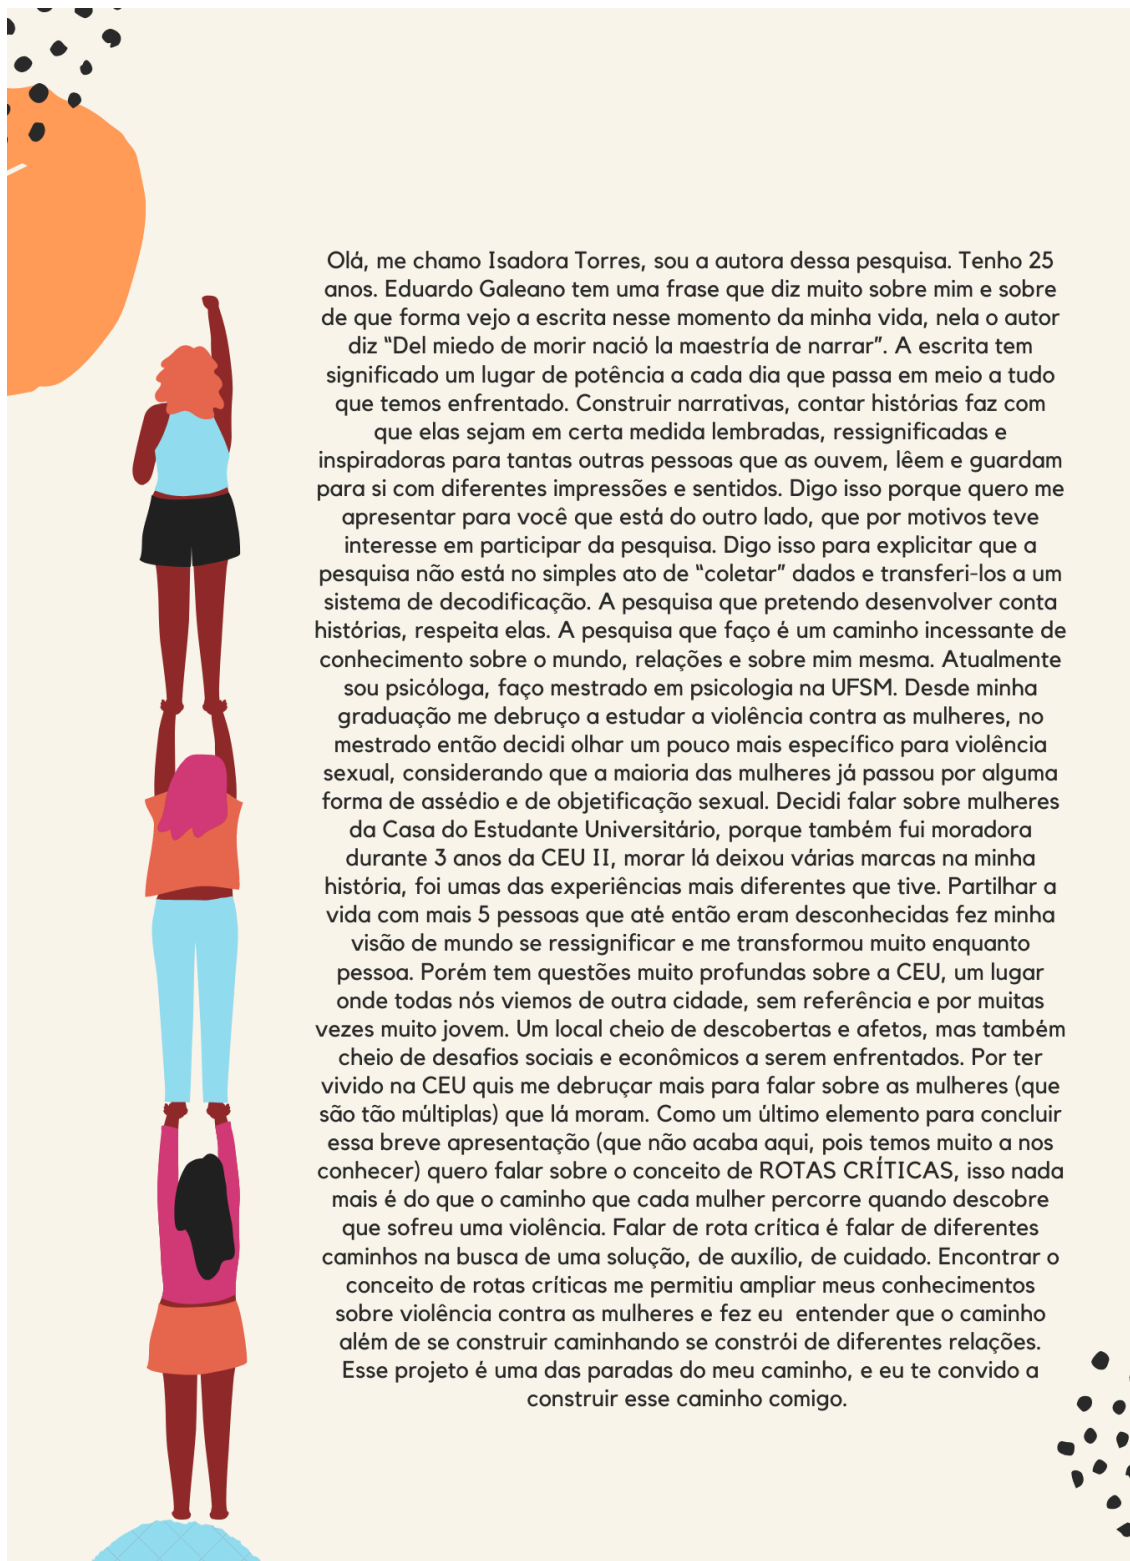 Olá, me chamo Isadora Torres, sou a autora dessa pesquisa. Tenho 25
anos. Eduardo Galeano tem uma frase que diz muito sobre mim e sobre
de que forma vejo a escrita nesse momento da minha vida, nela o autor
diz “Del miedo de morir nació la maestría de narrar”. A escrita tem
significado um lugar de potência a cada dia que passa em meio a tudo
que temos enfrentado. Construir narrativas, contar histórias faz com
que elas sejam em certa medida lembradas, ressignificadas e
inspiradoras para tantas outras pessoas que as ouvem, lêem e guardam
para si com diferentes impressões e sentidos. Digo isso porque quero me
apresentar para você que está do outro lado, que por motivos teve
interesse em participar da pesquisa. Digo isso para explicitar que a
pesquisa não está no simples ato de “coletar” dados e transferi-los a um
sistema de decodificação. A pesquisa que pretendo desenvolver conta
histórias, respeita elas. A pesquisa que faço é um caminho incessante de
conhecimento sobre o mundo, relações e sobre mim mesma. Atualmente
sou psicóloga, faço mestrado em psicologia na UFSM. Desde minha
graduação me debruço a estudar a violência contra as mulheres, no
mestrado então decidi olhar um pouco mais específico para violência
sexual, considerando que a maioria das mulheres já passou por alguma
forma de assédio e de objetificação sexual. Decidi falar sobre mulheres
da Casa do Estudante Universitário, porque também fui moradora
durante 3 anos da CEU II, morar lá deixou várias marcas na minha
história, foi umas das experiências mais diferentes que tive. Partilhar a
vida com mais 5 pessoas que até então eram desconhecidas fez minha
visão de mundo se ressignificar e me transformou muito enquanto
pessoa. Porém tem questões muito profundas sobre a CEU, um lugar
onde todas nós viemos de outra cidade, sem referência e por muitas
vezes muito jovem. Um local cheio de descobertas e afetos, mas também
cheio de desafios sociais e econômicos a serem enfrentados. Por ter
vivido na CEU quis me debruçar mais para falar sobre as mulheres (que
são tão múltiplas) que lá moram. Como um último elemento para concluir
essa breve apresentação (que não acaba aqui, pois temos muito a nos
conhecer) quero falar sobre o conceito de ROTAS CRÍTICAS, isso nada
mais é do que o caminho que cada mulher percorre quando descobre
que sofreu uma violência. Falar de rota crítica é falar de diferentes
caminhos na busca de uma solução, de auxílio, de cuidado. Encontrar o
conceito de rotas críticas me permitiu ampliar meus conhecimentos
sobre violência contra as mulheres e fez eu  entender que o caminho
além de se construir caminhando se constrói de diferentes relações.
Esse projeto é uma das paradas do meu caminho, e eu te convido a
construir esse caminho comigo.